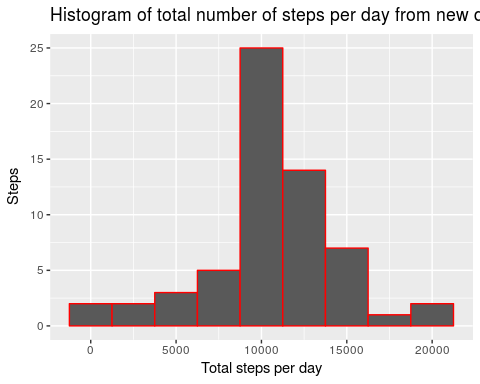 Histogram of total number of steps per day from new
25
20
15
10
5
0
Steps
0 5000 10000 15000 20000
Total steps per day